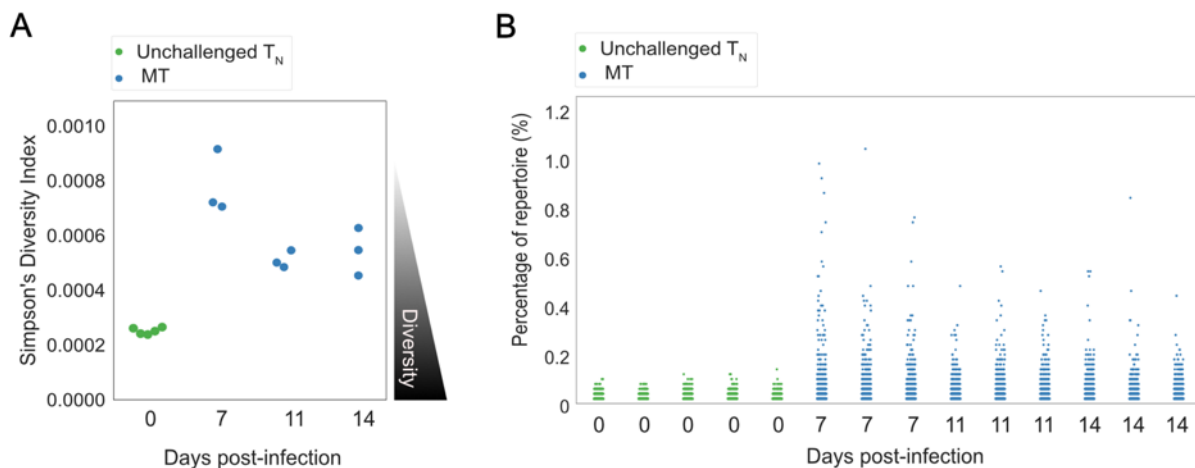 A
Unchallenged TN
MT
Simpson's Diversity Index
0.0010
0.0008
0.0006
0.0004
0.0002
0.0000
0 7 11 14
Days post-infection
Diversity
B
Unchallenged TN
MT
Percentage of repertoire (%)
1.2
1.0
0.8
0.6
0.4
0.2
0
0 0 0 0 0 7 7 7 11 11 11 14 14 14
Days post-infection